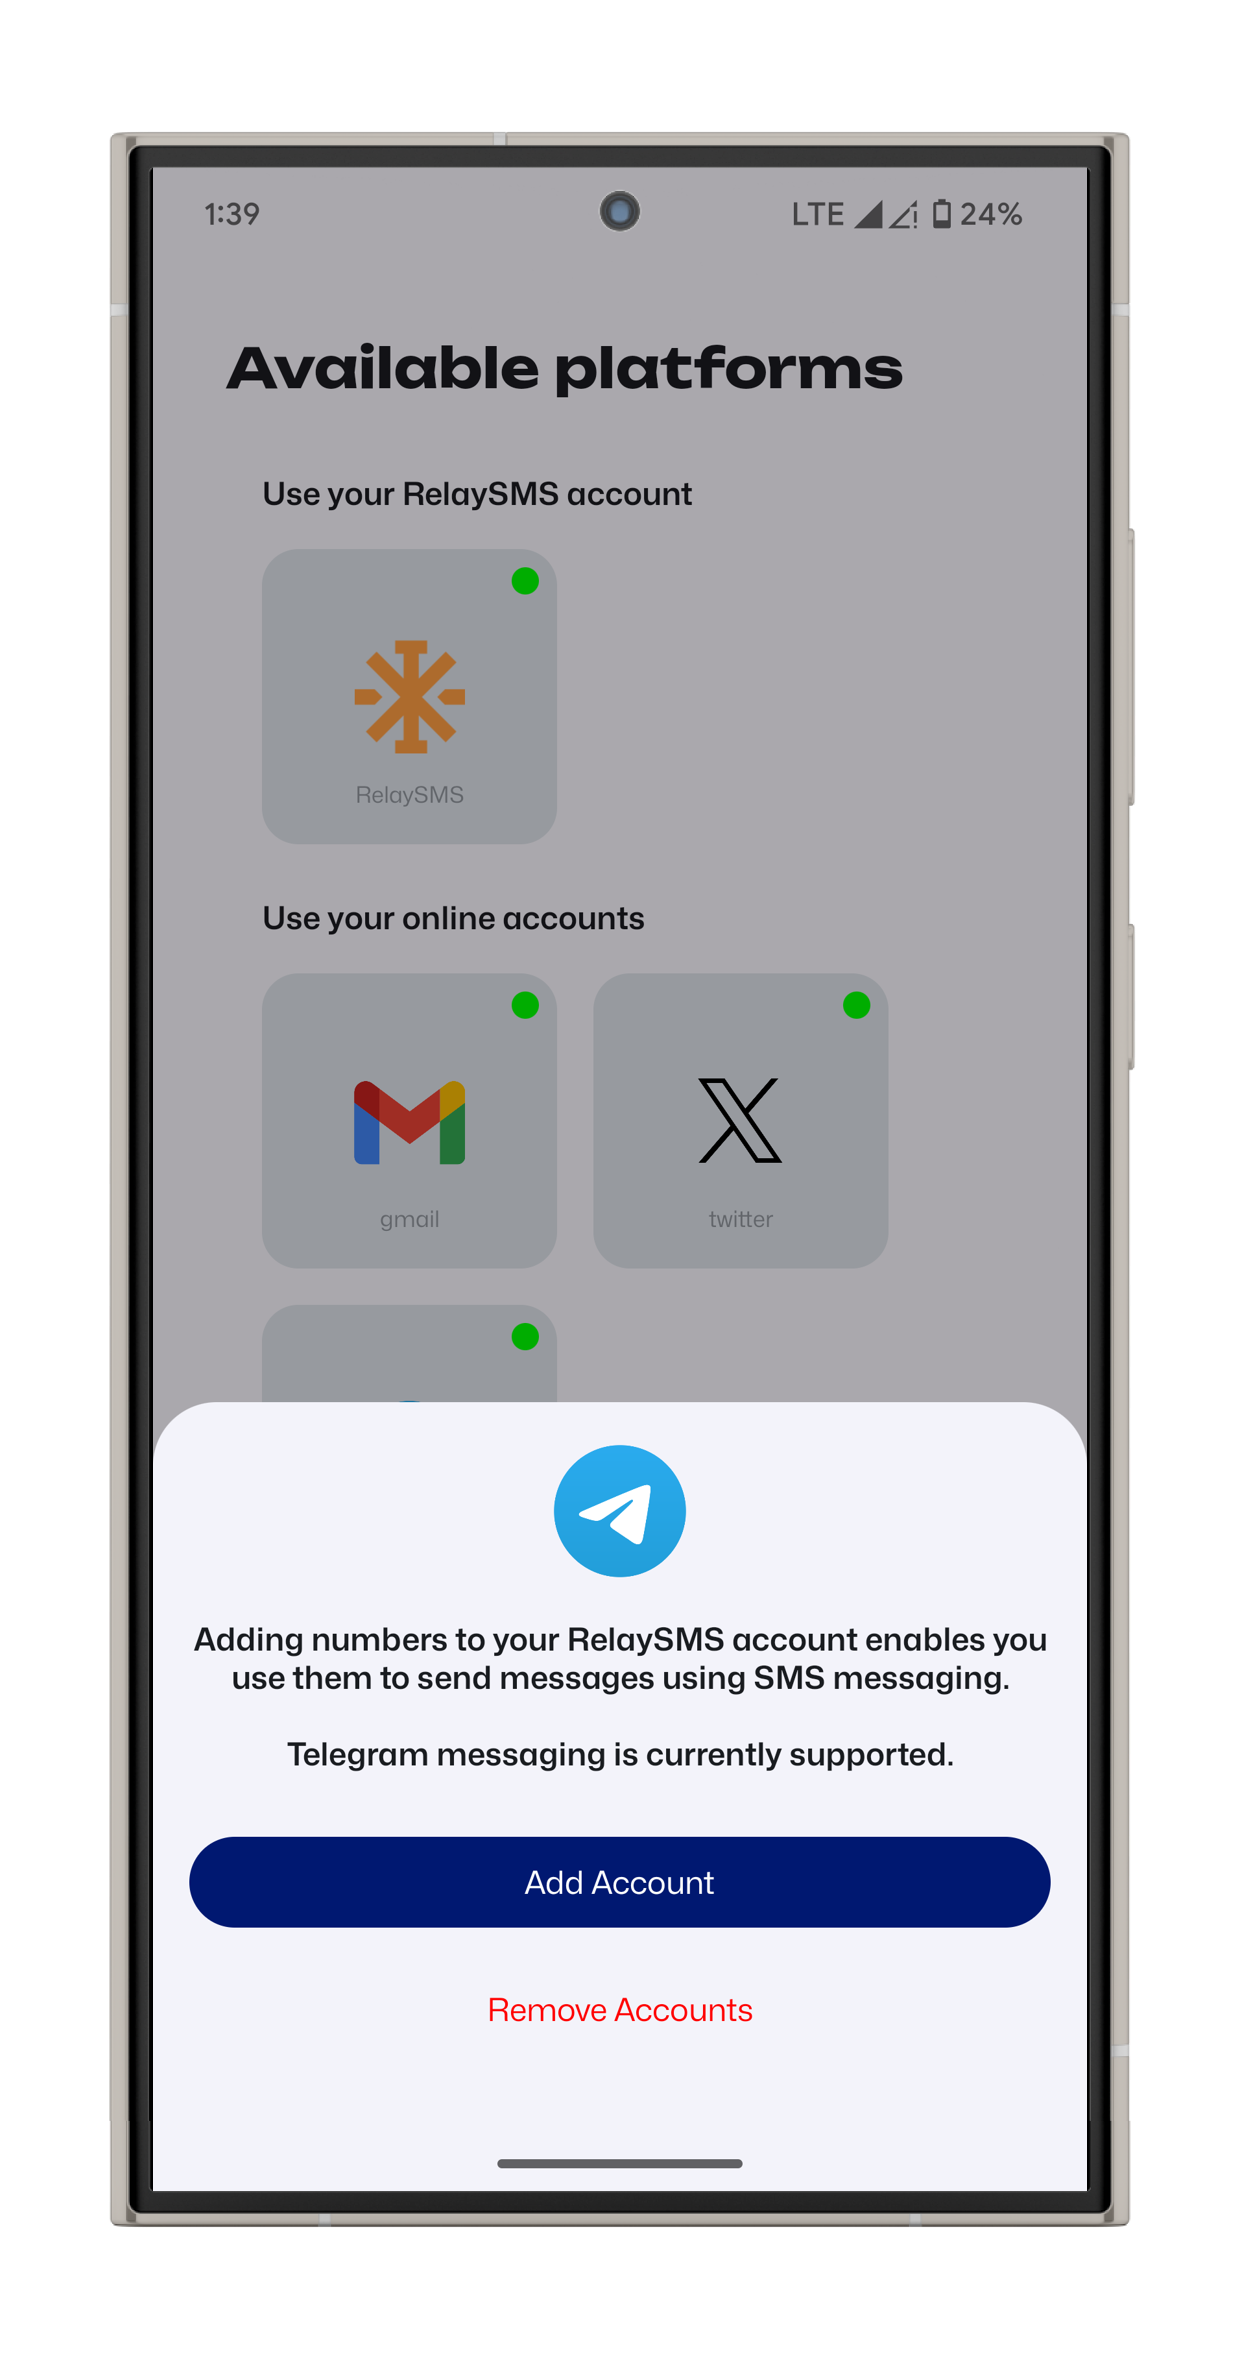 1:39
LTE 24%
Available platforms
Use your RelaySMS account
RelaySMS
Use your online accounts
gmail
twitter
Adding numbers to your RelaySMS account enables you
use them to send messages using SMS messaging.
Telegram messaging is currently supported.
Add Account
Remove Accounts